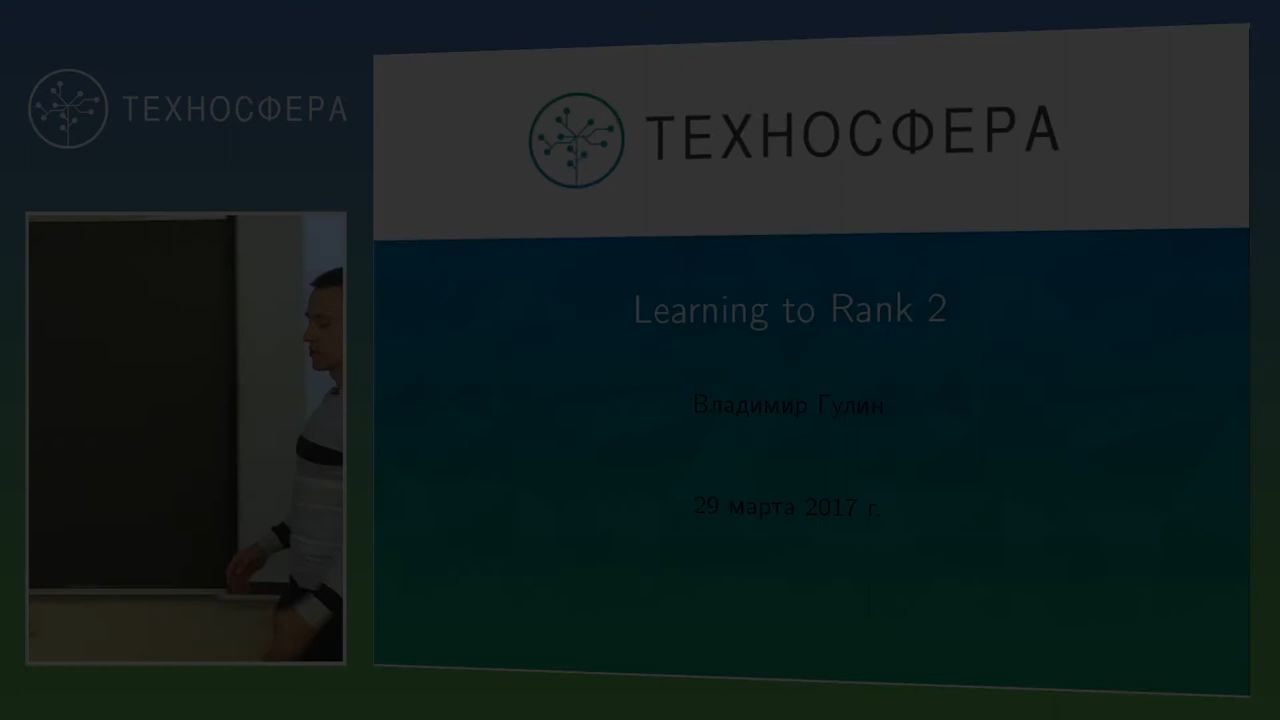 ТЕХНОСФЕРА
ТЕХНОСФЕРА
Learning to Rank 2
Владимир Гулин
29 марта 2017 г.